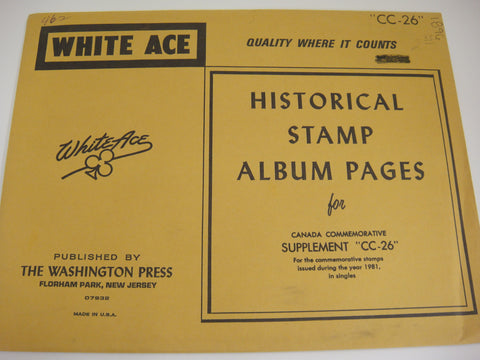 462
"CC-26"
WHITE ACE
QUALITY WHERE IT COUNTS
HISTORICAL
STAMP
ALBUM PAGES
for
CANADA COMMEMORATIVE
SUPPLEMENT "CC-26"
For the commemorative stamps
issued during the year 1981,
in singles
White Ace
PUBLISHED BY
THE WASHINGTON PRESS
FLORHAM PARK, NEW JERSEY
07932
MADE IN U.S.A.